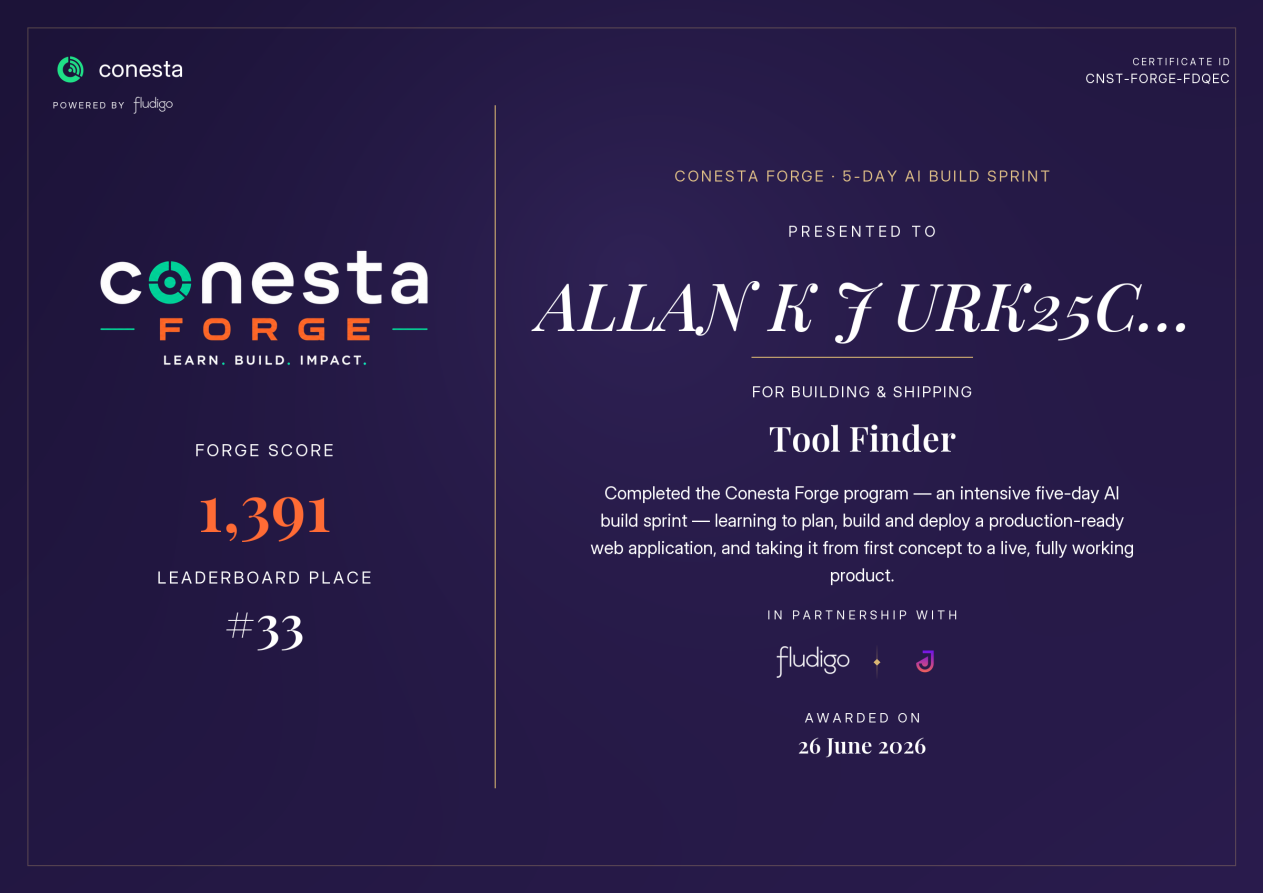 conesta
POWERED BY fludigo
CERTIFICATE ID
CNST-FORGE-FDQEC
conesta
FORGE
LEARN. BUILD. IMPACT.
FORGE SCORE
1,391
LEADERBOARD PLACE
#33
CONESTA FORGE · 5-DAY AI BUILD SPRINT
PRESENTED TO
ALLAN K J URK25C...
FOR BUILDING & SHIPPING
Tool Finder
Completed the Conesta Forge program — an intensive five-day AI
build sprint — learning to plan, build and deploy a production-ready
web application, and taking it from first concept to a live, fully working
product.
IN PARTNERSHIP WITH
fludigo
AWARDED ON
26 June 2026